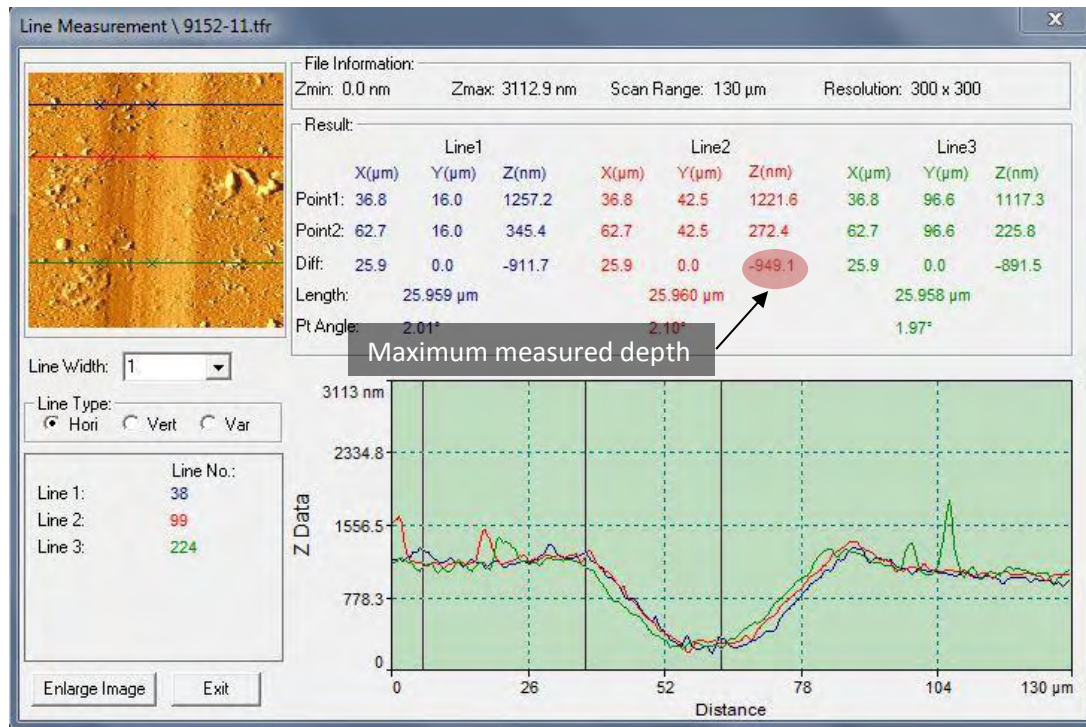 Line Measurement \ 9152-11.tfr
X
File Information:
Zmin: 0.0 nm Zmax: 3112.9 nm Scan Range: 130 µm Resolution: 300 x 300
Result:
Line1 Line2 Line3
X(µm) Y(µm) Z(nm) X(µm) Y(µm) Z(nm) X(µm) Y(µm) Z(nm)
Point1: 36.8 16.0 1257.2 36.8 42.5 1221.6 36.8 96.6 1117.3
Point2: 62.7 16.0 345.4 62.7 42.5 272.4 62.7 96.6 225.8
Diff: 25.9 0.0 -911.7 25.9 0.0 -949.1 25.9 0.0 -891.5
Length: 25.959 µm 25.960 µm 25.958 µm
Pt Angle: 2.01° 2.10° 1.97°
Maximum measured depth
Line Width: 1
Line Type:
Hori Vert Var
Line No.:
Line 1: 38
Line 2: 99
Line 3: 224
Enlarge Image Exit
3113 nm
2334.8
1556.5
778.3
0
Z Data
0 26 52 78 104 130 µm
Distance